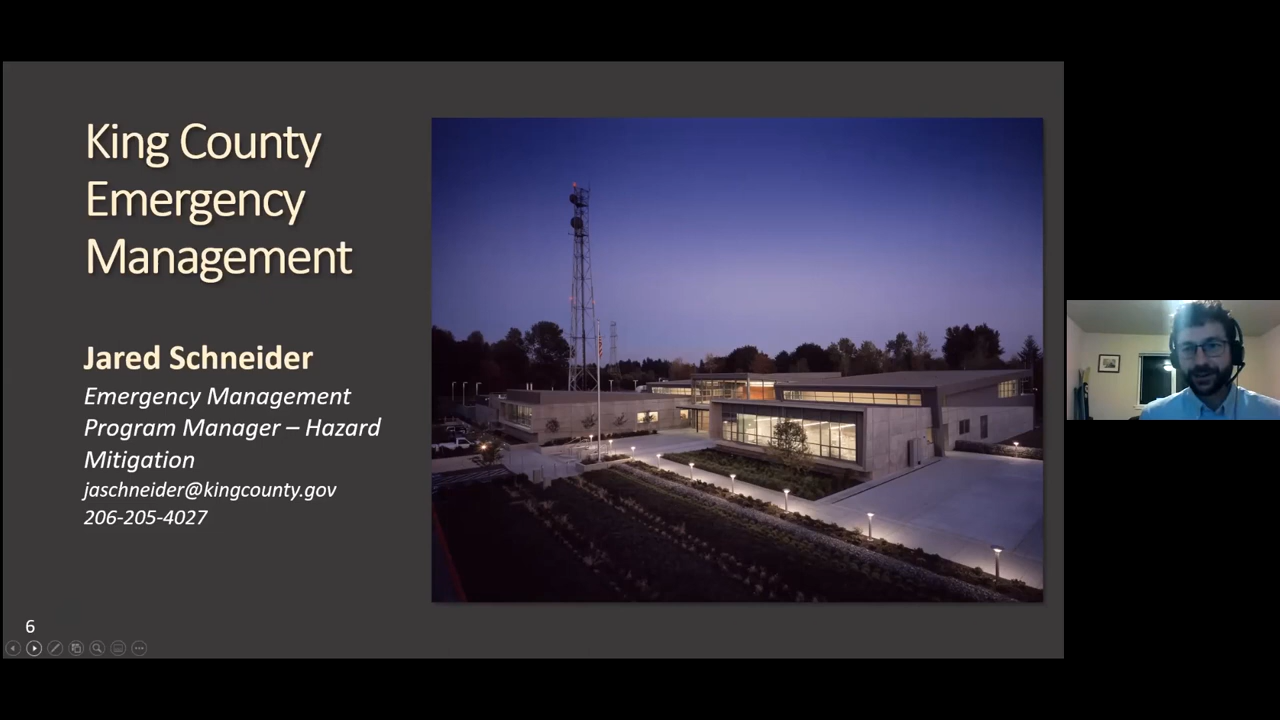 King County
Emergency
Management
Jared Schneider
Emergency Management
Program Manager – Hazard
Mitigation
jaschneider@kingcounty.gov
206-205-4027
6